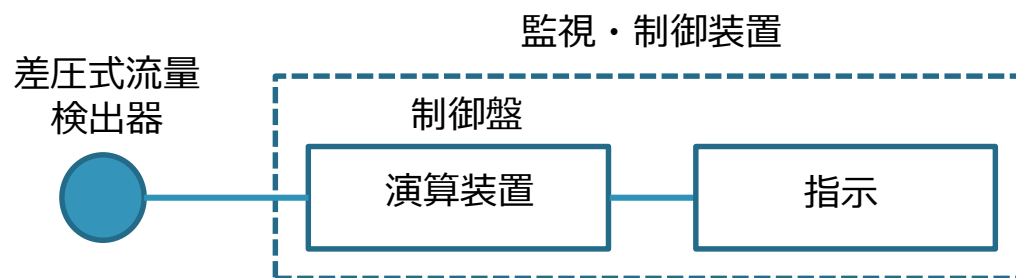 監視・制御装置
差圧式流量
検出器
制御盤
演算装置
指示